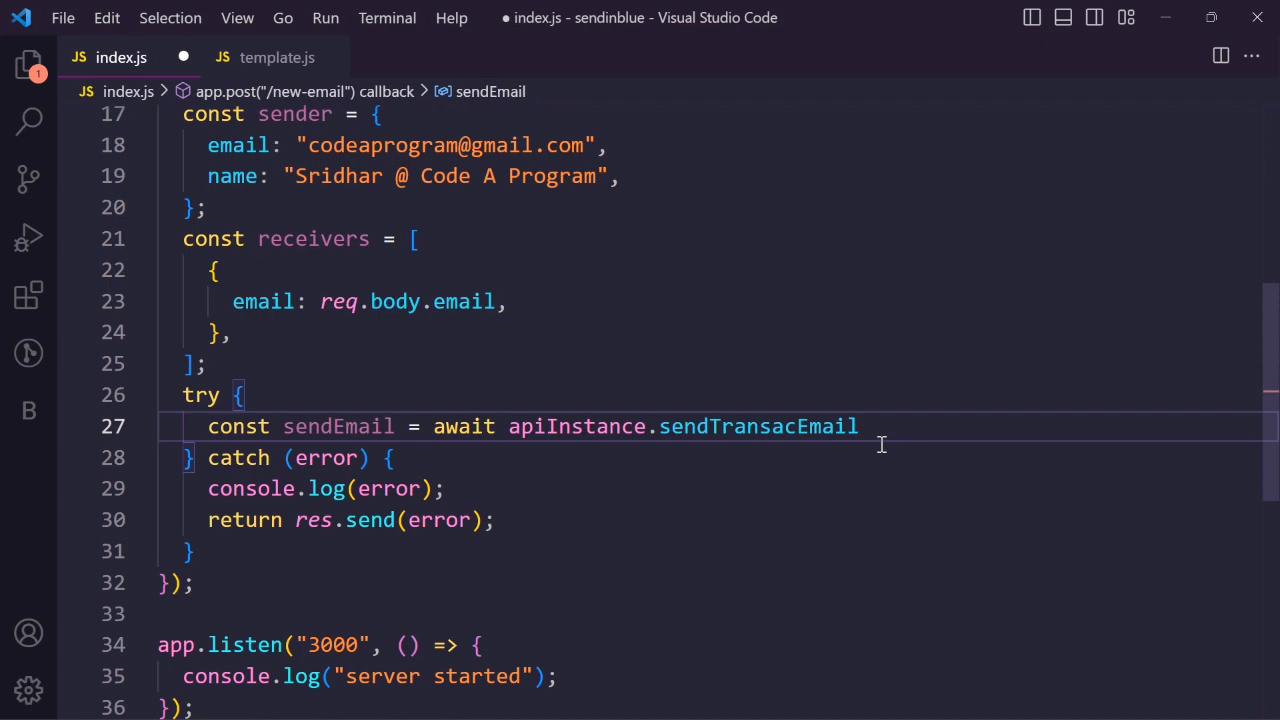 File Edit Selection View Go Run Terminal Help ● index.js - sendinblue - Visual Studio Code
JS index.js ● JS template.js
JS index.js > app.post("/new-email") callback > sendEmail
1
B
17 const sender = {
18 email: "codeaprogram@gmail.com",
19 name: "Sridhar @ Code A Program",
20 };
21 const receivers = [
22 {
23 email: req.body.email,
24 },
25 ];
26 try {
27 const sendEmail = await apiInstance.sendTransacEmail
28 } catch (error) {
29 console.log(error);
30 return res.send(error);
31 }
32 });
33
34 app.listen("3000", () => {
35 console.log("server started");
36 });